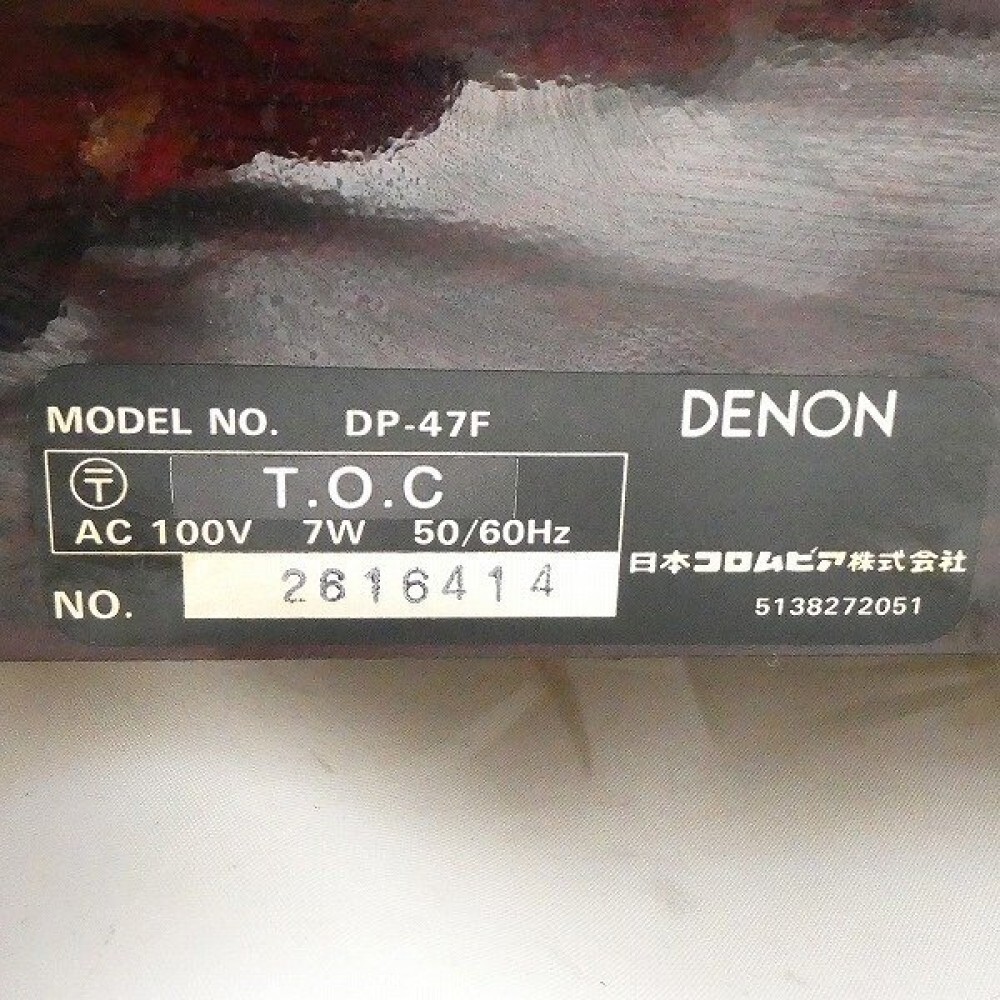 MODEL NO. DP-47F
DENON
〒 T.O.C
AC 100V 7W 50/60Hz
日本コロムビア株式会社
NO. 2616414
5138272051